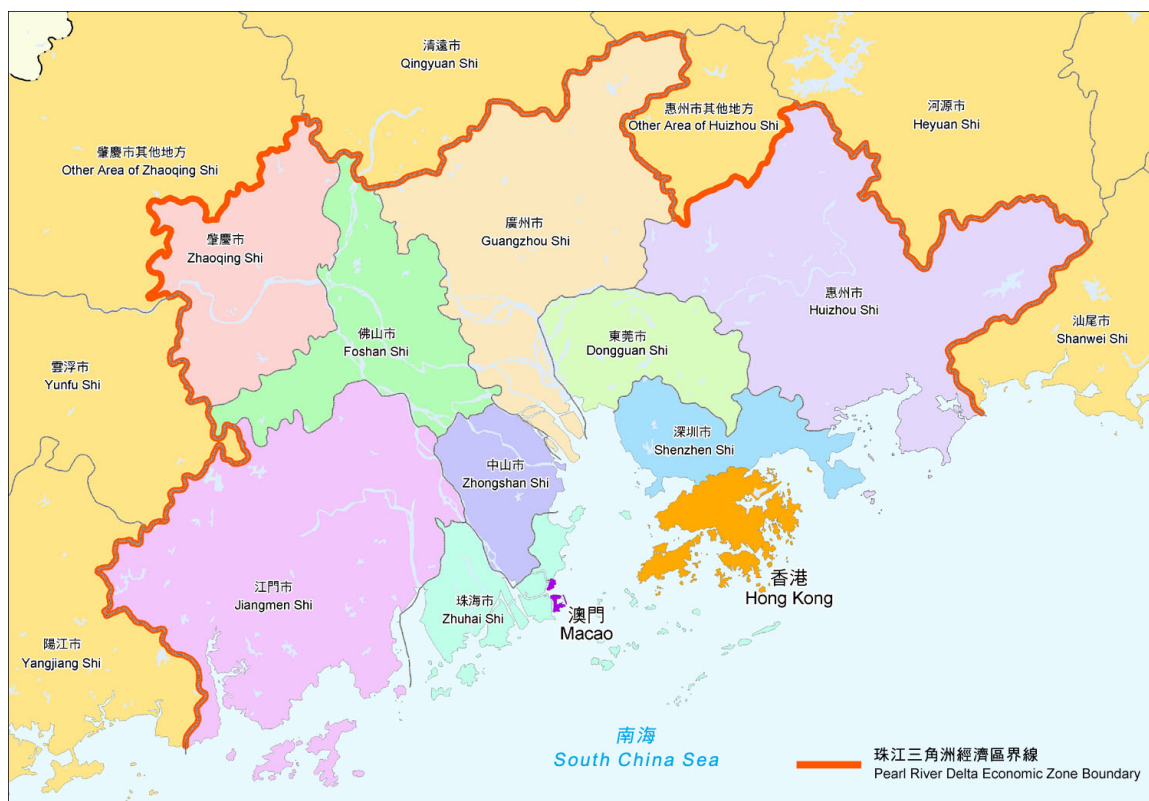 清遠市
Qingyuan Shi
惠州市其他地方
Other Area of Huizhou Shi
河源市
Heyuan Shi
肇慶市其他地方
Other Area of Zhaoqing Shi
肇慶市
Zhaoqing Shi
廣州市
Guangzhou Shi
惠州市
Huizhou Shi
汕尾市
Shanwei Shi
佛山市
Foshan Shi
東莞市
Dongguan Shi
雲浮市
Yunfu Shi
深圳市
Shenzhen Shi
中山市
Zhongshan Shi
江門市
Jiangmen Shi
珠海市
Zhuhai Shi
香港
Hong Kong
澳門
Macao
陽江市
Yangjiang Shi
南海
South China Sea
珠江三角洲經濟區界線
Pearl River Delta Economic Zone Boundary